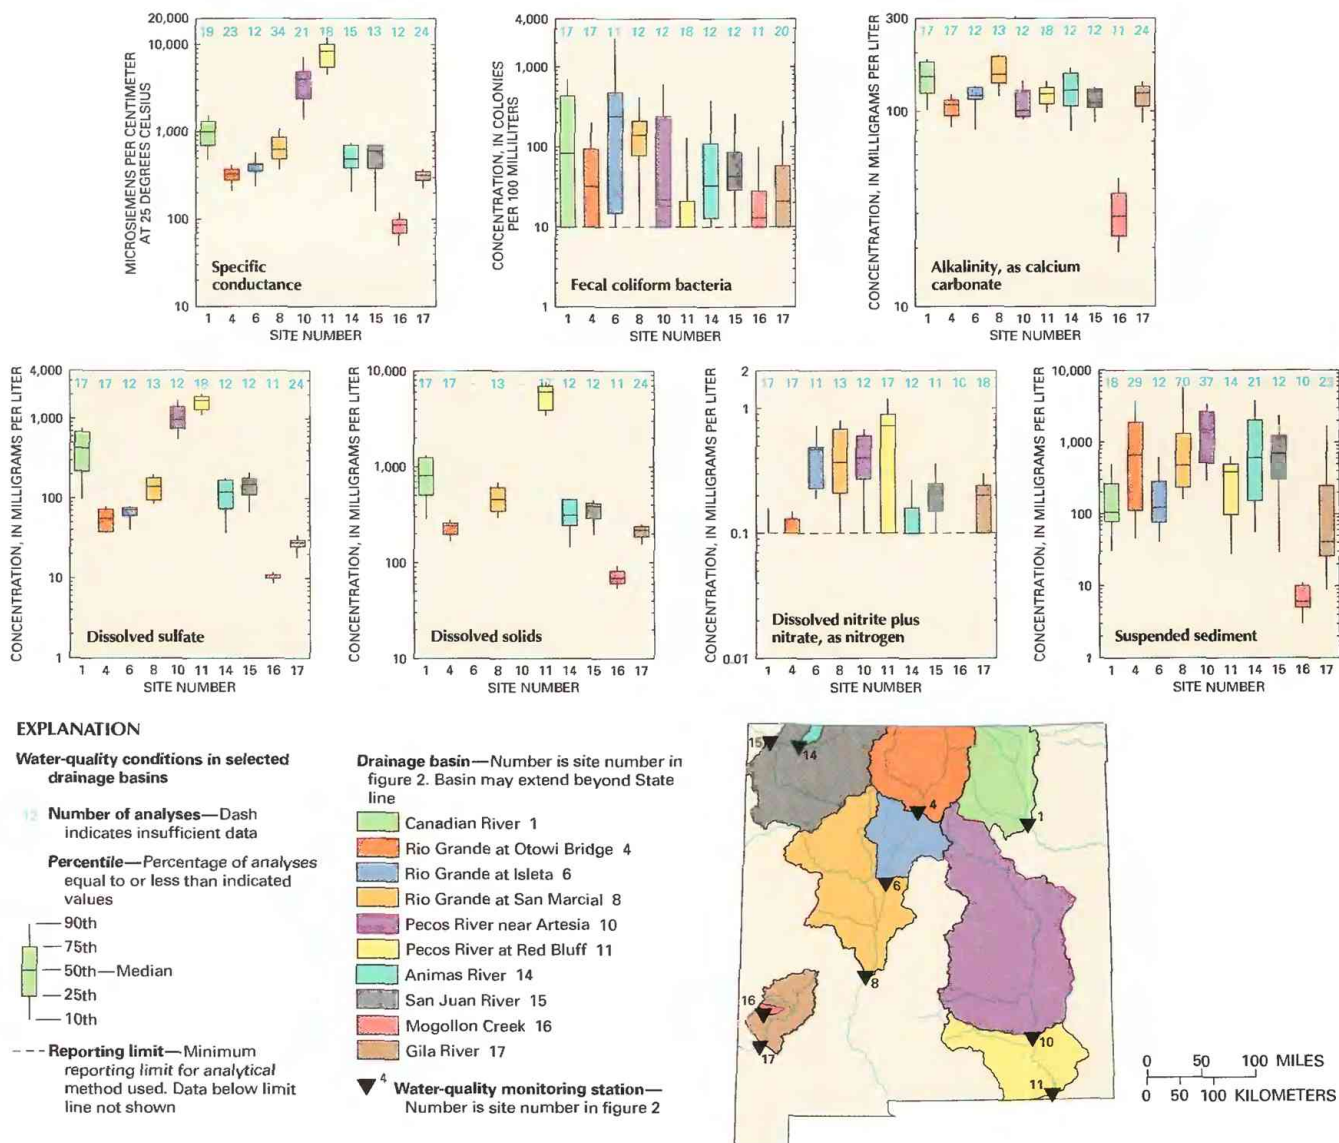 MICROSIEMENS PER CENTIMETER
AT 25 DEGREES CELSIUS
20,000
10,000
1,000
100
10
19 23 12 34 21 18 15 13 12 24
Specific
conductance
1 4 6 8 10 11 14 15 16 17
SITE NUMBER
CONCENTRATION, IN COLONIES
PER 100 MILLILITERS
4,000
1,000
100
10
1
17 17 11 12 12 18 12 12 11 20
Fecal coliform bacteria
1 4 6 8 10 11 14 15 16 17
SITE NUMBER
CONCENTRATION, IN MILLIGRAMS PER LITER
300
100
10
17 17 12 13 12 18 12 12 11 24
Alkalinity, as calcium
carbonate
1 4 6 8 10 11 14 15 16 17
SITE NUMBER
CONCENTRATION, IN MILLIGRAMS PER LITER
4,000
1,000
100
10
1
17 17 12 13 12 18 12 12 11 24
Dissolved sulfate
1 4 6 8 10 11 14 15 16 17
SITE NUMBER
CONCENTRATION, IN MILLIGRAMS PER LITER
10,000
1,000
100
10
17 17 13 12 12 11 24
Dissolved solids
1 4 6 8 10 11 14 15 16 17
SITE NUMBER
CONCENTRATION, IN MILLIGRAMS PER LITER
2
1
0.1
0.01
17 17 11 13 12 17 12 11 10 18
Dissolved nitrite plus
nitrate, as nitrogen
1 4 6 8 10 11 14 15 16 17
SITE NUMBER
CONCENTRATION, IN MILLIGRAMS PER LITER
10,000
1,000
100
10
1
18 29 12 70 37 14 21 12 10 23
Suspended sediment
1 4 6 8 10 11 14 15 16 17
SITE NUMBER
EXPLANATION
Water-quality conditions in selected
drainage basins
12 Number of analyses—Dash
indicates insufficient data
Percentile—Percentage of analyses
equal to or less than indicated
values
90th
75th
50th—Median
25th
10th
Reporting limit—Minimum
reporting limit for analytical
method used. Data below limit
line not shown
Drainage basin—Number is site number in
figure 2. Basin may extend beyond State
line
Canadian River 1
Rio Grande at Otowi Bridge 4
Rio Grande at Isleta 6
Rio Grande at San Marcial 8
Pecos River near Artesia 10
Pecos River at Red Bluff 11
Animas River 14
San Juan River 15
Mogollon Creek 16
Gila River 17
4 Water-quality monitoring station—
Number is site number in figure 2
15
14
4
1
6
8
16
17
10
11
0 50 100 MILES
0 50 100 KILOMETERS